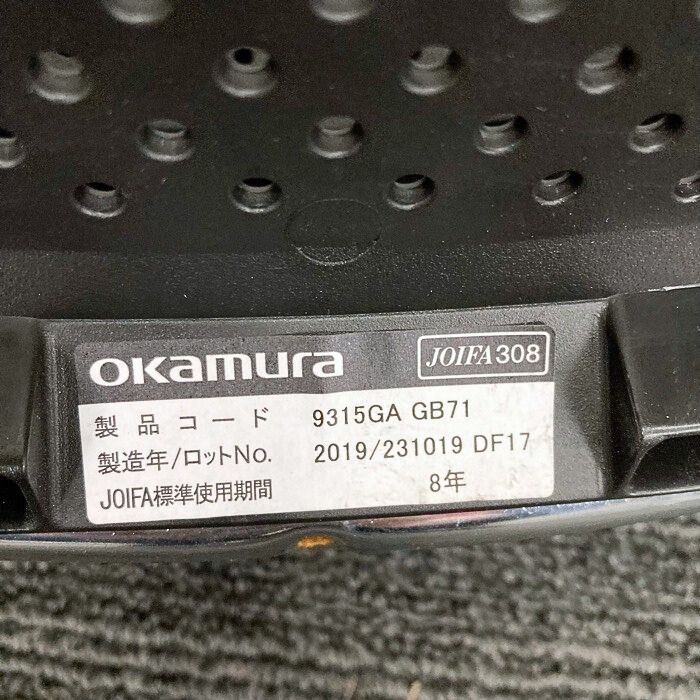 OKamura
JOIFA308
製品コード 9315GA GB71
製造年/ロットNo. 2019/231019 DF17
JOIFA標準使用期間 8年